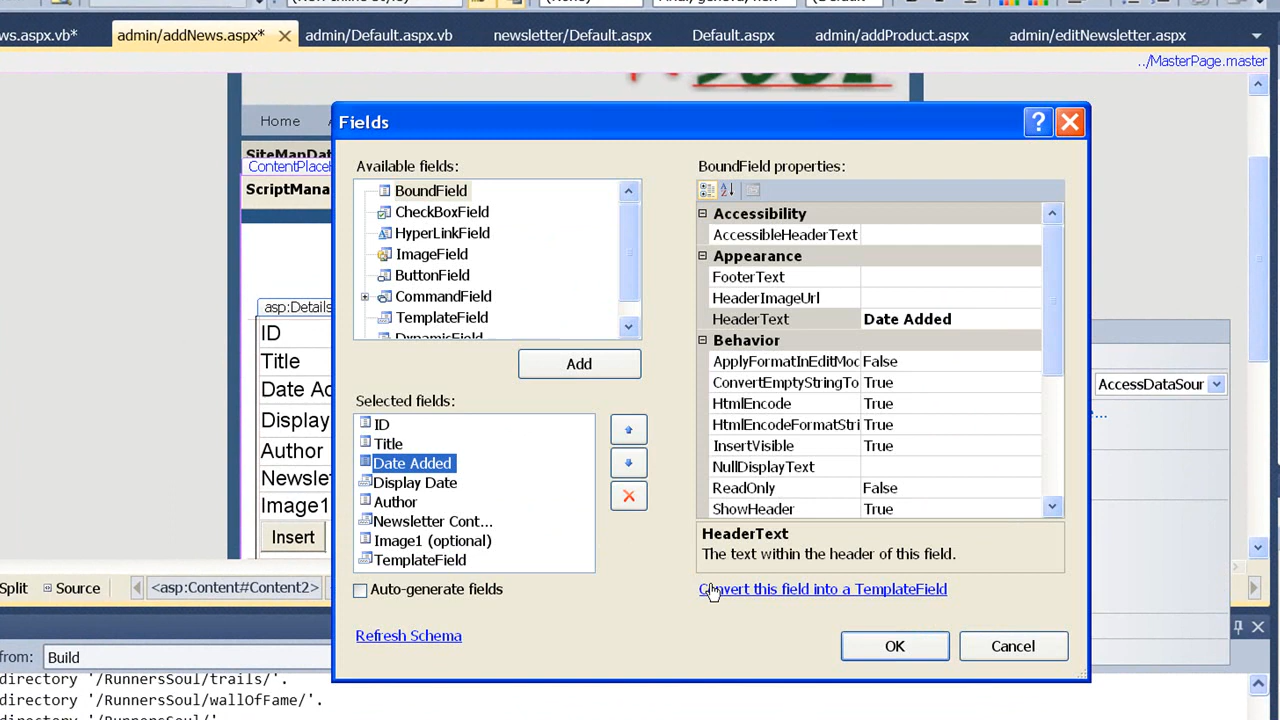 ws.aspx.vb*
admin/addNews.aspx*
admin/Default.aspx.vb
newsletter/Default.aspx
Default.aspx
admin/addProduct.aspx
admin/editNewsletter.aspx
../MasterPage.master
Home
SiteMapDat
ContentPlaceH
ScriptMana
asp:Details
ID
Title
Date Ad
Display
Author
Newslet
Image1
Insert
Fields
Available fields:
BoundField
CheckBoxField
HyperLinkField
ImageField
ButtonField
CommandField
TemplateField
DynamicField
Add
Selected fields:
ID
Title
Date Added
Display Date
Author
Newsletter Cont...
Image1 (optional)
TemplateField
Auto-generate fields
Refresh Schema
BoundField properties:
Accessibility
AccessibleHeaderText
Appearance
FooterText
HeaderImageUrl
HeaderText Date Added
Behavior
ApplyFormatInEditMod False
ConvertEmptyStringTo True
HtmlEncode True
HtmlEncodeFormatStri True
InsertVisible True
NullDisplayText
ReadOnly False
ShowHeader True
HeaderText
The text within the header of this field.
Convert this field into a TemplateField
OK
Cancel
AccessDataSour
Split
Source
<asp:Content#Content2>
from:
Build
directory '/RunnersSoul/trails/'.
directory '/RunnersSoul/wallOfFame/'.
directory '/RunnersSoul/'.